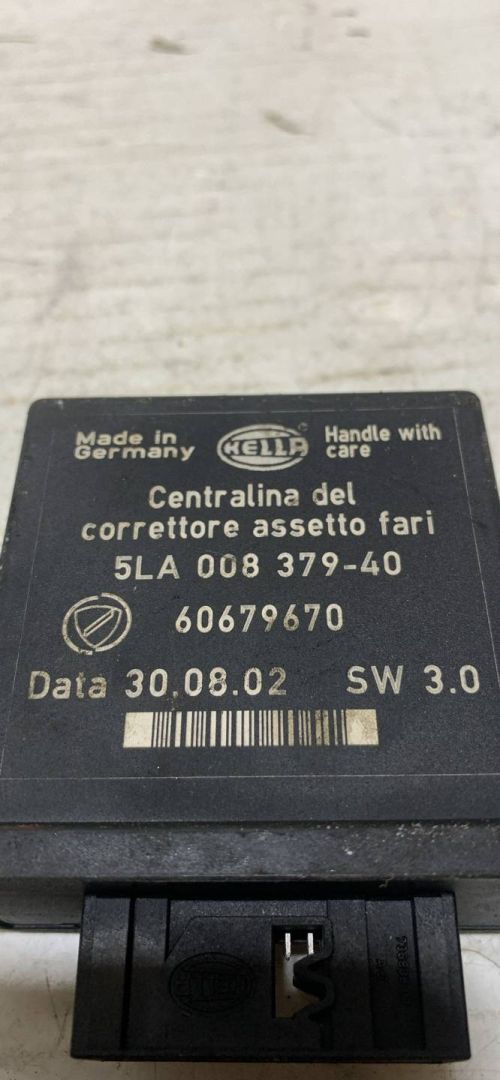 Made in
Germany
HELLA
Handle with
care
Centralina del
correttore assetto fari
5LA 008 379-40
60679670
Data 30.08.02 SW 3.0